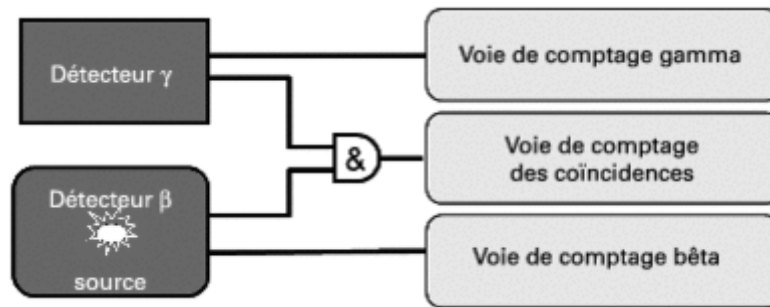 Détecteur γ
Voie de comptage gamma
&
Voie de comptage
des coïncidences
Détecteur β
source
Voie de comptage bêta